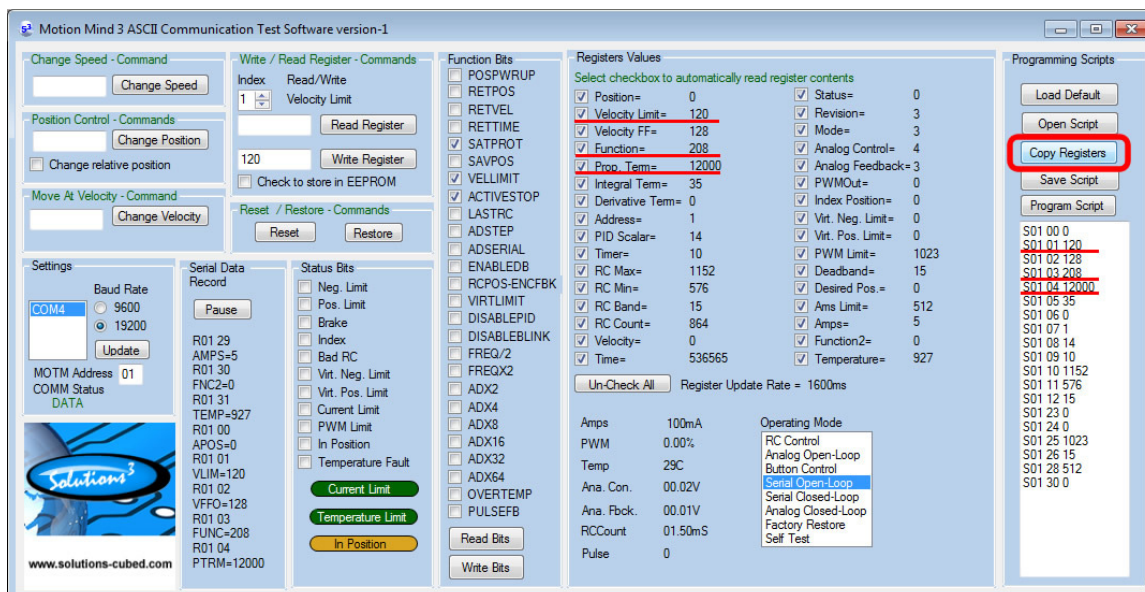 Motion Mind 3 ASCII Communication Test Software version-1
Change Speed - Command
Change Speed
Position Control - Commands
Change Position
Change relative position
Move At Velocity - Command
Change Velocity
Write / Read Register - Commands
Index Read/Write
1 Velocity Limit
Read Register
120 Write Register
Check to store in EEPROM
Reset / Restore - Commands
Reset Restore
Settings
Baud Rate
COM4
9600
19200
Update
MOTM Address 01
COMM Status
DATA
Solutions3
www.solutions-cubed.com
Serial Data
Record
Pause
R01 29
AMPS=5
R01 30
FNC2=0
R01 31
TEMP=927
R01 00
APOS=0
R01 01
VLIM=120
R01 02
VFFO=128
R01 03
FUNC=208
R01 04
PTRM=12000
Status Bits
Neg. Limit
Pos. Limit
Brake
Index
Bad RC
Virt. Neg. Limit
Virt. Pos. Limit
Current Limit
PWM Limit
In Position
Temperature Fault
Current Limit
Temperature Limit
In Position
Function Bits
POSPWRUP
RETPOS
RETVEL
RETTIME
SATPROT
SAVPOS
VELLIMIT
ACTIVESTOP
LASTRC
ADSTEP
ADSERIAL
ENABLEDB
RCPOS-ENCFBK
VIRTLIMIT
DISABLEPID
DISABLEBLINK
FREQ/2
FREQX2
ADX2
ADX4
ADX8
ADX16
ADX32
ADX64
OVERTEMP
PULSEFB
Read Bits
Write Bits
Registers Values
Select checkbox to automatically read register contents
Position= 0
Velocity Limit= 120
Velocity FF= 128
Function= 208
Prop. Term= 12000
Integral Term= 35
Derivative Term= 0
Address= 1
PID Scalar= 14
Timer= 10
RC Max= 1152
RC Min= 576
RC Band= 15
RC Count= 864
Velocity= 0
Time= 536565
Status= 0
Revision= 3
Mode= 3
Analog Control= 4
Analog Feedback= 3
PWMOut= 0
Index Position= 0
Virt. Neg. Limit= 0
Virt. Pos. Limit= 0
PWM Limit= 1023
Deadband= 15
Desired Pos.= 0
Ams Limit= 512
Amps= 5
Function2= 0
Temperature= 927
Un-Check All Register Update Rate = 1600ms
Amps 100mA
PWM 0.00%
Temp 29C
Ana. Con. 00.02V
Ana. Fbck. 00.01V
RCCount 01.50mS
Pulse 0
Operating Mode
RC Control
Analog Open-Loop
Button Control
Serial Open-Loop
Serial Closed-Loop
Analog Closed-Loop
Factory Restore
Self Test
Programming Scripts
Load Default
Open Script
Copy Registers
Save Script
Program Script
S01 00 0
S01 01 120
S01 02 128
S01 03 208
S01 04 12000
S01 05 35
S01 06 0
S01 07 1
S01 08 14
S01 09 10
S01 10 1152
S01 11 576
S01 12 15
S01 23 0
S01 24 0
S01 25 1023
S01 26 15
S01 28 512
S01 30 0